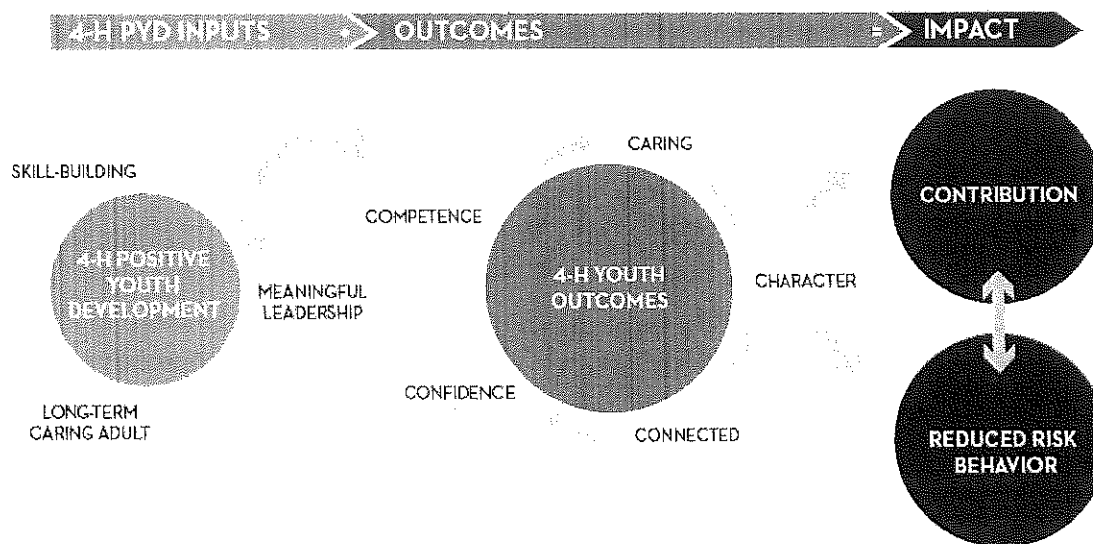 4-H PYD INPUTS + OUTCOMES = IMPACT
SKILL-BUILDING
4-H POSITIVE
YOUTH
DEVELOPMENT
MEANINGFUL
LEADERSHIP
LONG-TERM
CARING ADULT
CARING
COMPETENCE
4-H YOUTH
OUTCOMES
CHARACTER
CONFIDENCE
CONNECTED
CONTRIBUTION
REDUCED RISK
BEHAVIOR